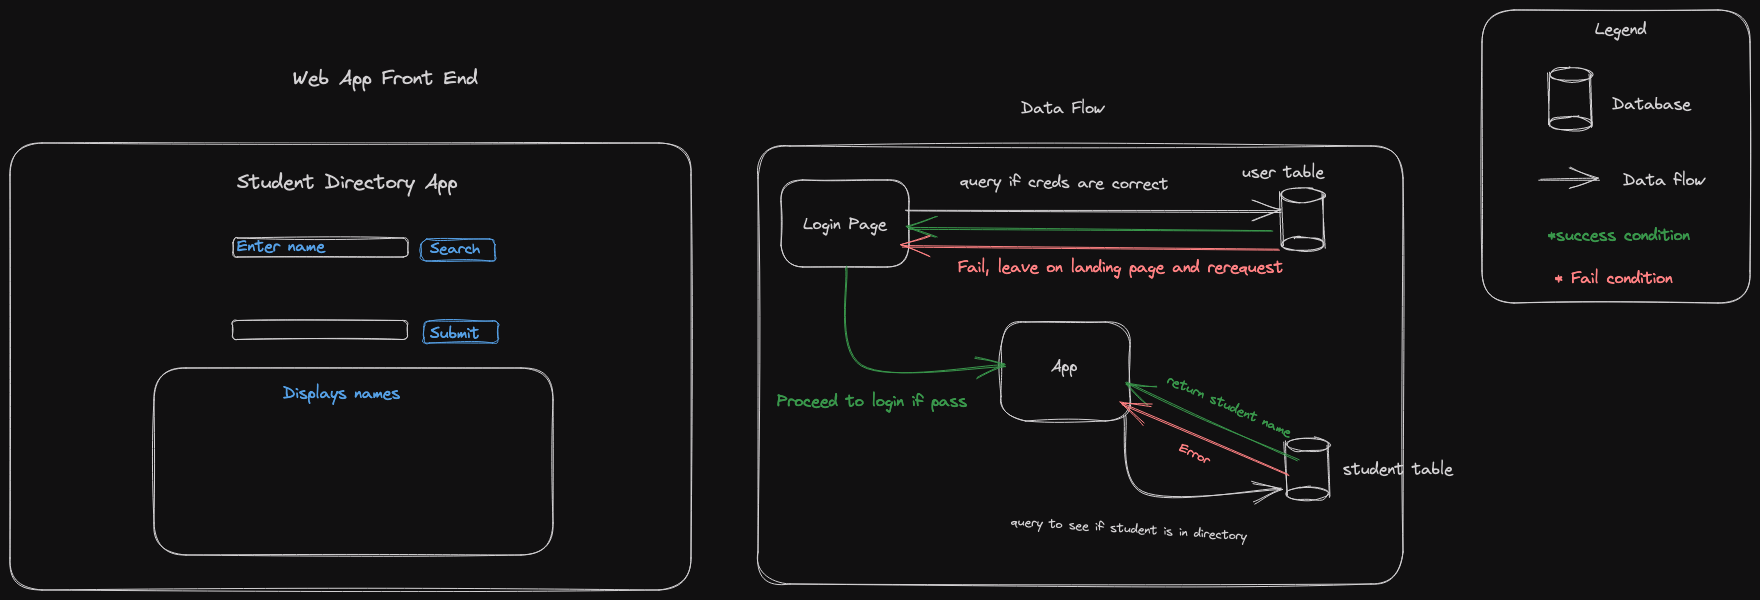 Web App Front End
Student Directory App
Enter name
Search
Submit
Displays names
Data Flow
query if creds are correct
user table
Login Page
Fail, leave on landing page and rerequest
App
Proceed to login if pass
return student name
Error
student table
query to see if student is in directory
Legend
Database
Data flow
*success condition
* Fail condition